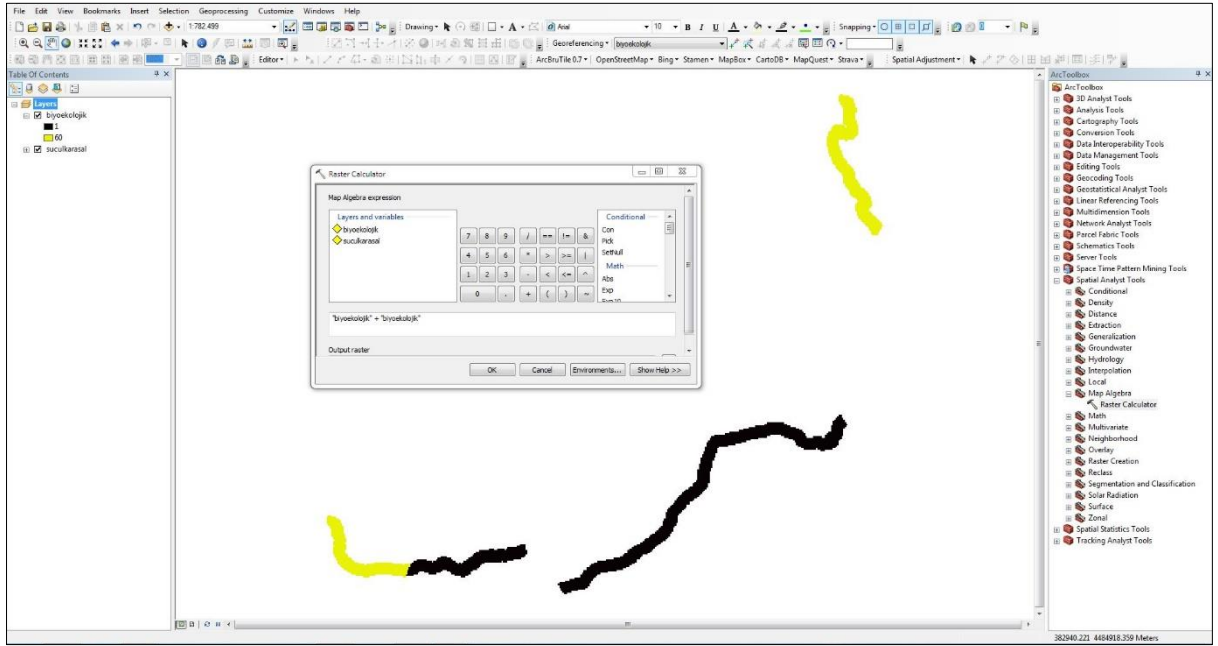 File Edit View Bookmarks Insert Selection Geoprocessing Customize Windows Help
1:782.499 Drawing A Arial 10 B I U A Snapping
Georeferencing biyoekolojik
Editor ArcBruTile 0.7 OpenStreetMap Bing Stamen MapBox CartoDB MapQuest Strava Spatial Adjustment
Table Of Contents
Layers
biyoekolojik
1
60
suculkarasal
Raster Calculator
Map Algebra expression
Layers and variables
biyoekolojik
suculkarasal
7 8 9 / == != &
4 5 6 * > >= |
1 2 3 - < <= ^
0 . + ( ) ~
Conditional
Con
Pick
SetNull
Math
Abs
Exp
Exp10
"biyoekolojik" + "biyoekolojik"
Output raster
OK Cancel Environments... Show Help >>
ArcToolbox
ArcToolbox
3D Analyst Tools
Analysis Tools
Cartography Tools
Conversion Tools
Data Interoperability Tools
Data Management Tools
Editing Tools
Geocoding Tools
Geostatistical Analyst Tools
Linear Referencing Tools
Multidimension Tools
Network Analyst Tools
Parcel Fabric Tools
Schematics Tools
Server Tools
Space Time Pattern Mining Tools
Spatial Analyst Tools
Conditional
Density
Distance
Extraction
Generalization
Groundwater
Hydrology
Interpolation
Local
Map Algebra
Raster Calculator
Math
Multivariate
Neighborhood
Overlay
Raster Creation
Reclass
Segmentation and Classification
Solar Radiation
Surface
Zonal
Spatial Statistics Tools
Tracking Analyst Tools
382940.221 4484918.359 Meters